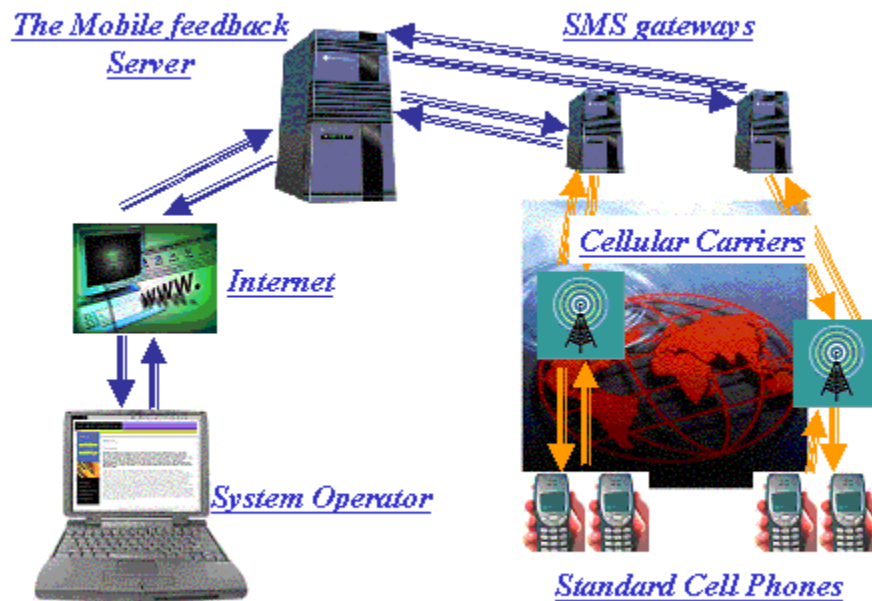 The Mobile feedback
Server
SMS gateways
Cellular Carriers
Internet
www.
System Operator
Standard Cell Phones